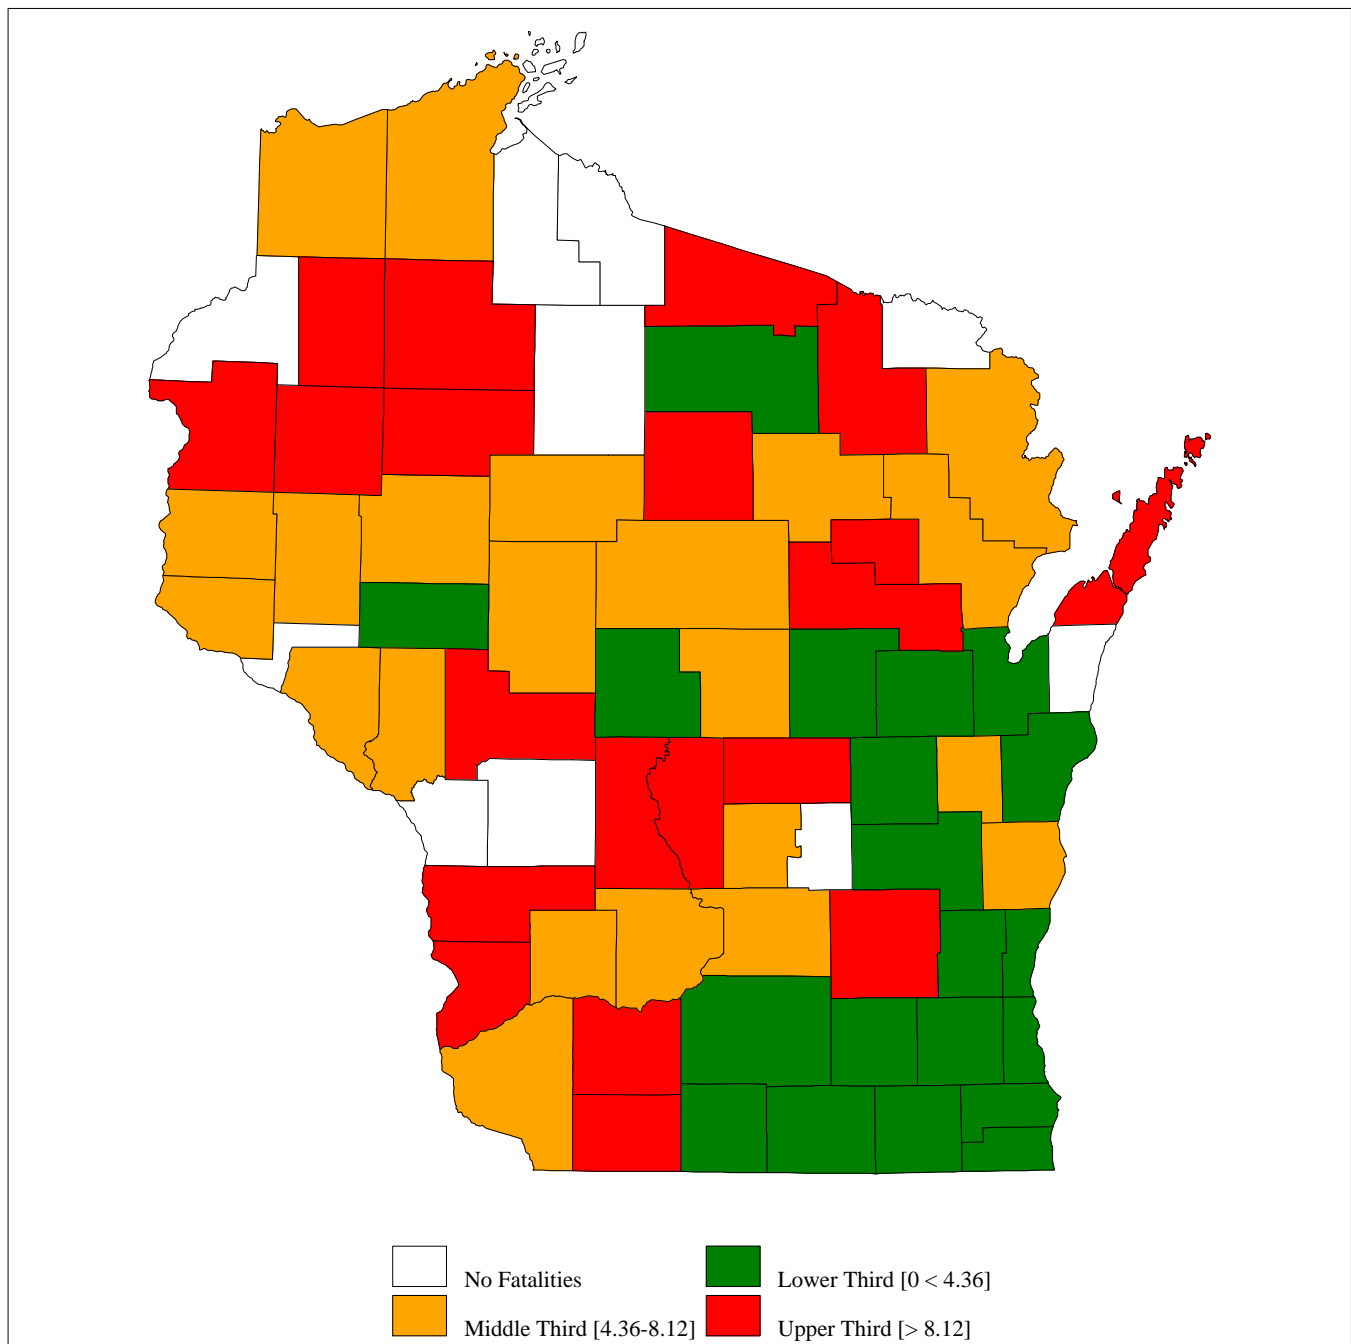 No Fatalities
Lower Third [0 < 4.36]
Middle Third [4.36-8.12]
Upper Third [> 8.12]